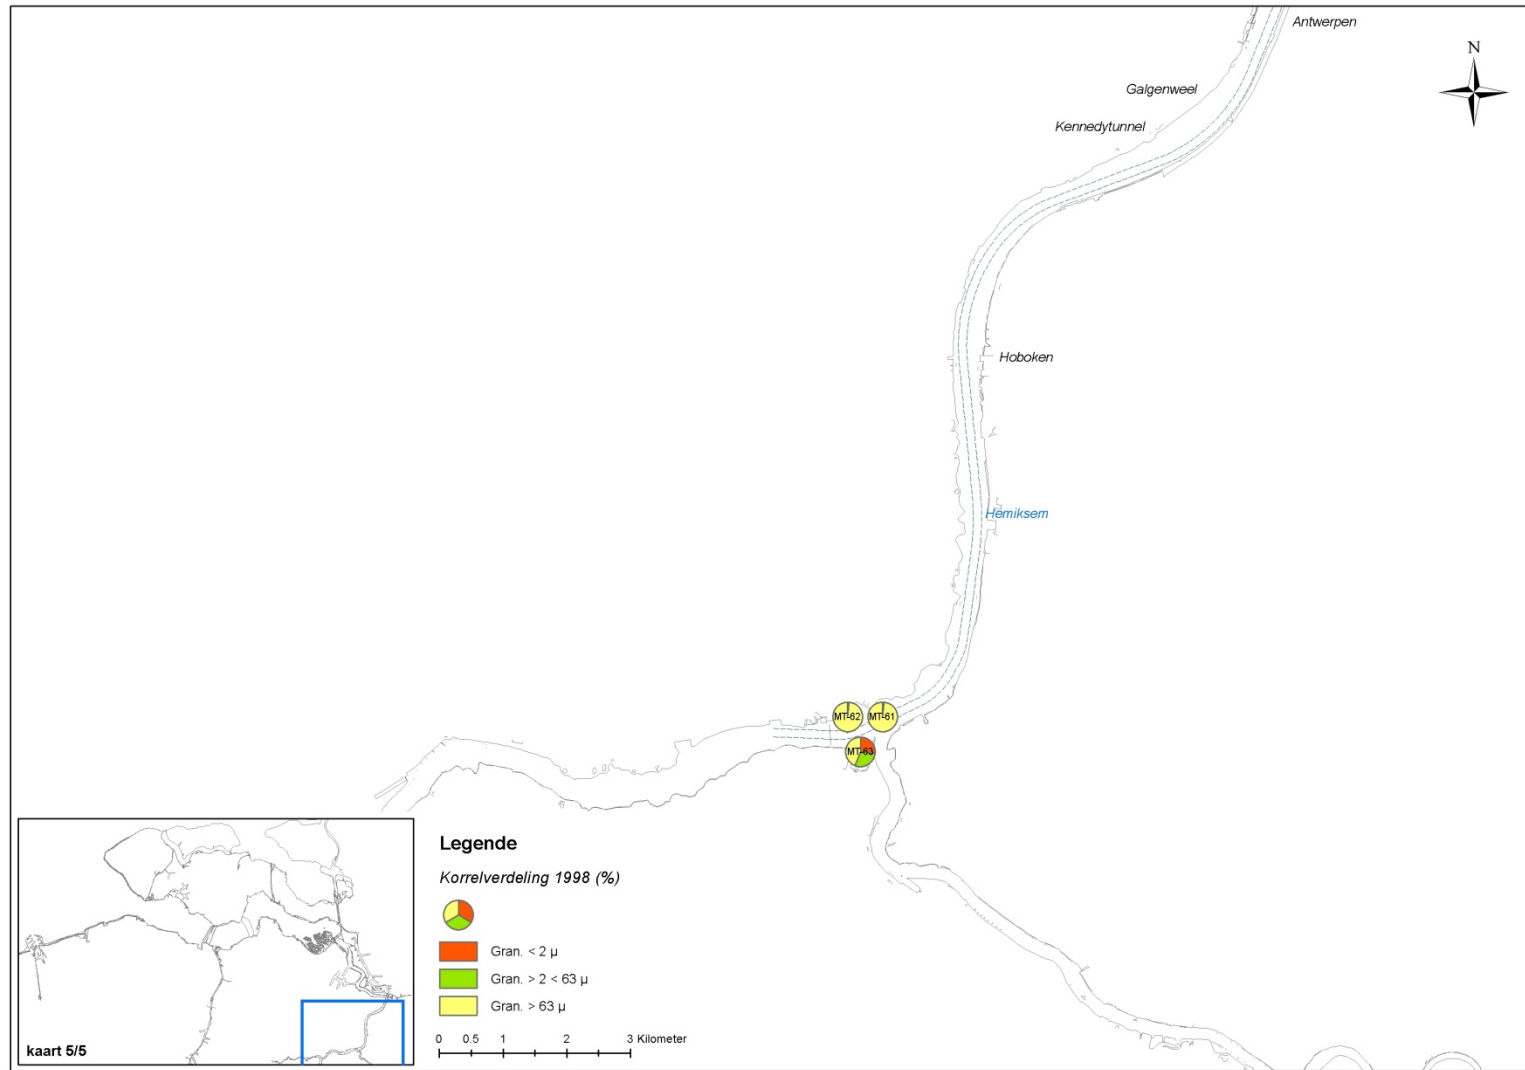 Antwerpen
N
Galgenweel
Kennedytunnel
Hoboken
Hemiksem
MT-62
MT-61
MT-63
Legende
Korrelverdeling 1998 (%)
Gran. < 2 µ
Gran. > 2 < 63 µ
Gran. > 63 µ
0 0.5 1 2 3 Kilometer
kaart 5/5